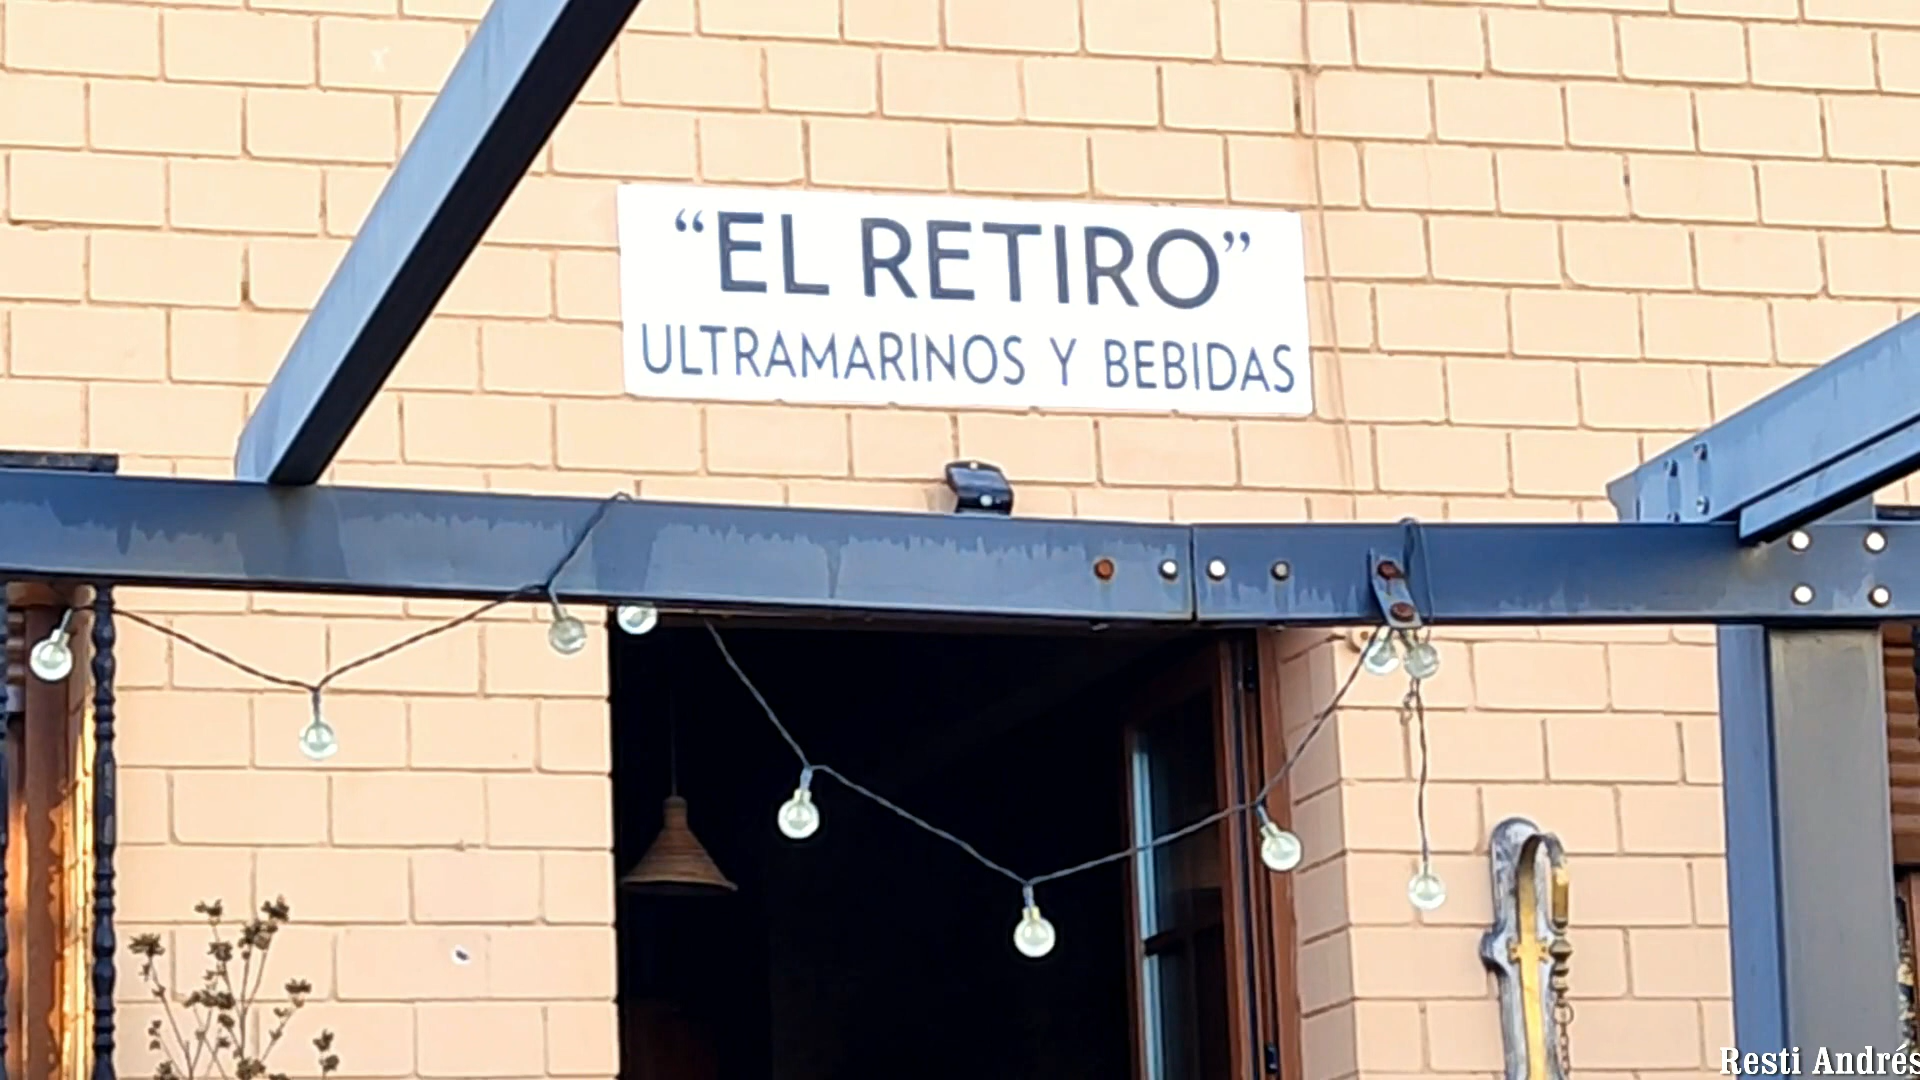 “EL RETIRO”
ULTRAMARINOS Y BEBIDAS
Resti Andrés